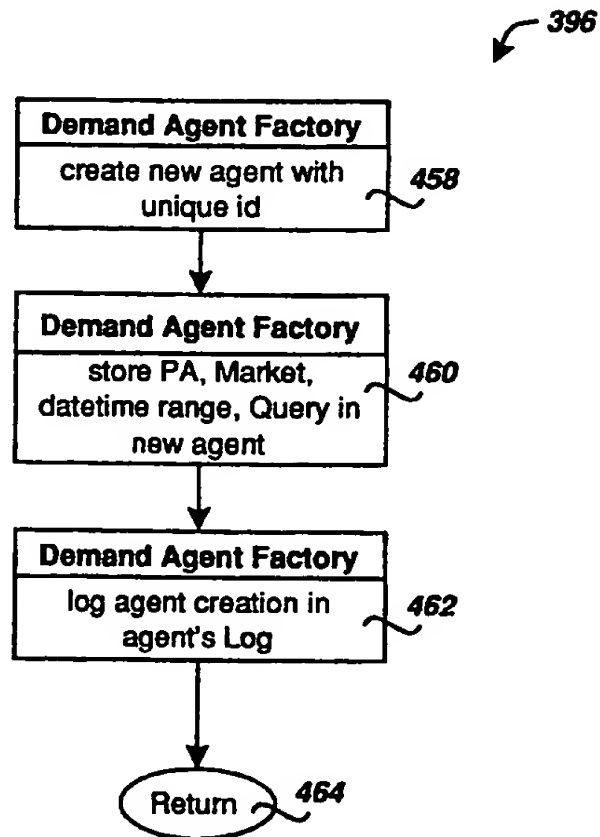 396
Demand Agent Factory
create new agent with
unique id
458
Demand Agent Factory
store PA, Market,
datetime range, Query in
new agent
460
Demand Agent Factory
log agent creation in
agent's Log
462
Return
464